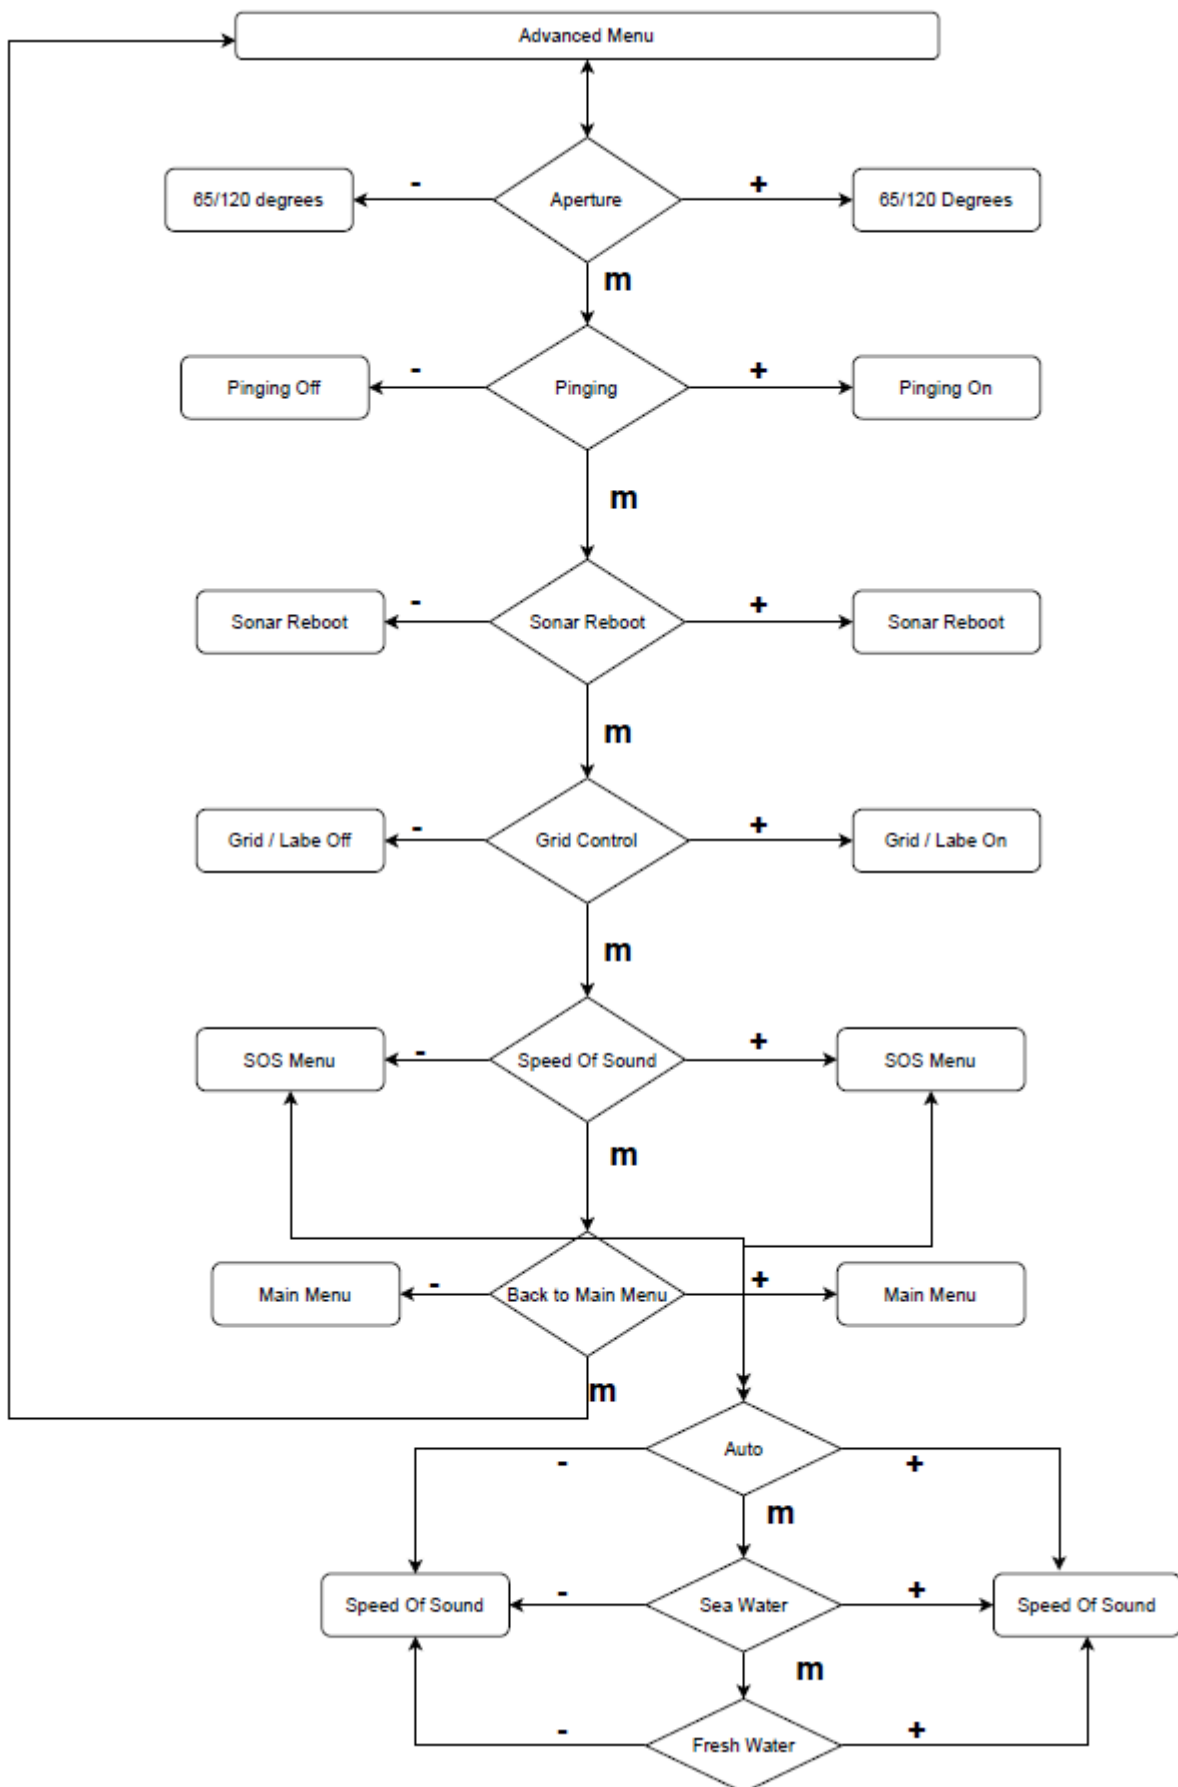 Advanced Menu
65/120 degrees
-
Aperture
+
65/120 Degrees
m
Pinging Off
-
Pinging
+
Pinging On
m
Sonar Reboot
-
Sonar Reboot
+
Sonar Reboot
m
Grid / Labe Off
-
Grid Control
+
Grid / Labe On
m
SOS Menu
-
Speed Of Sound
+
SOS Menu
m
Main Menu
-
Back to Main Menu
+
Main Menu
m
-
Auto
+
m
Speed Of Sound
-
Sea Water
+
Speed Of Sound
m
-
Fresh Water
+